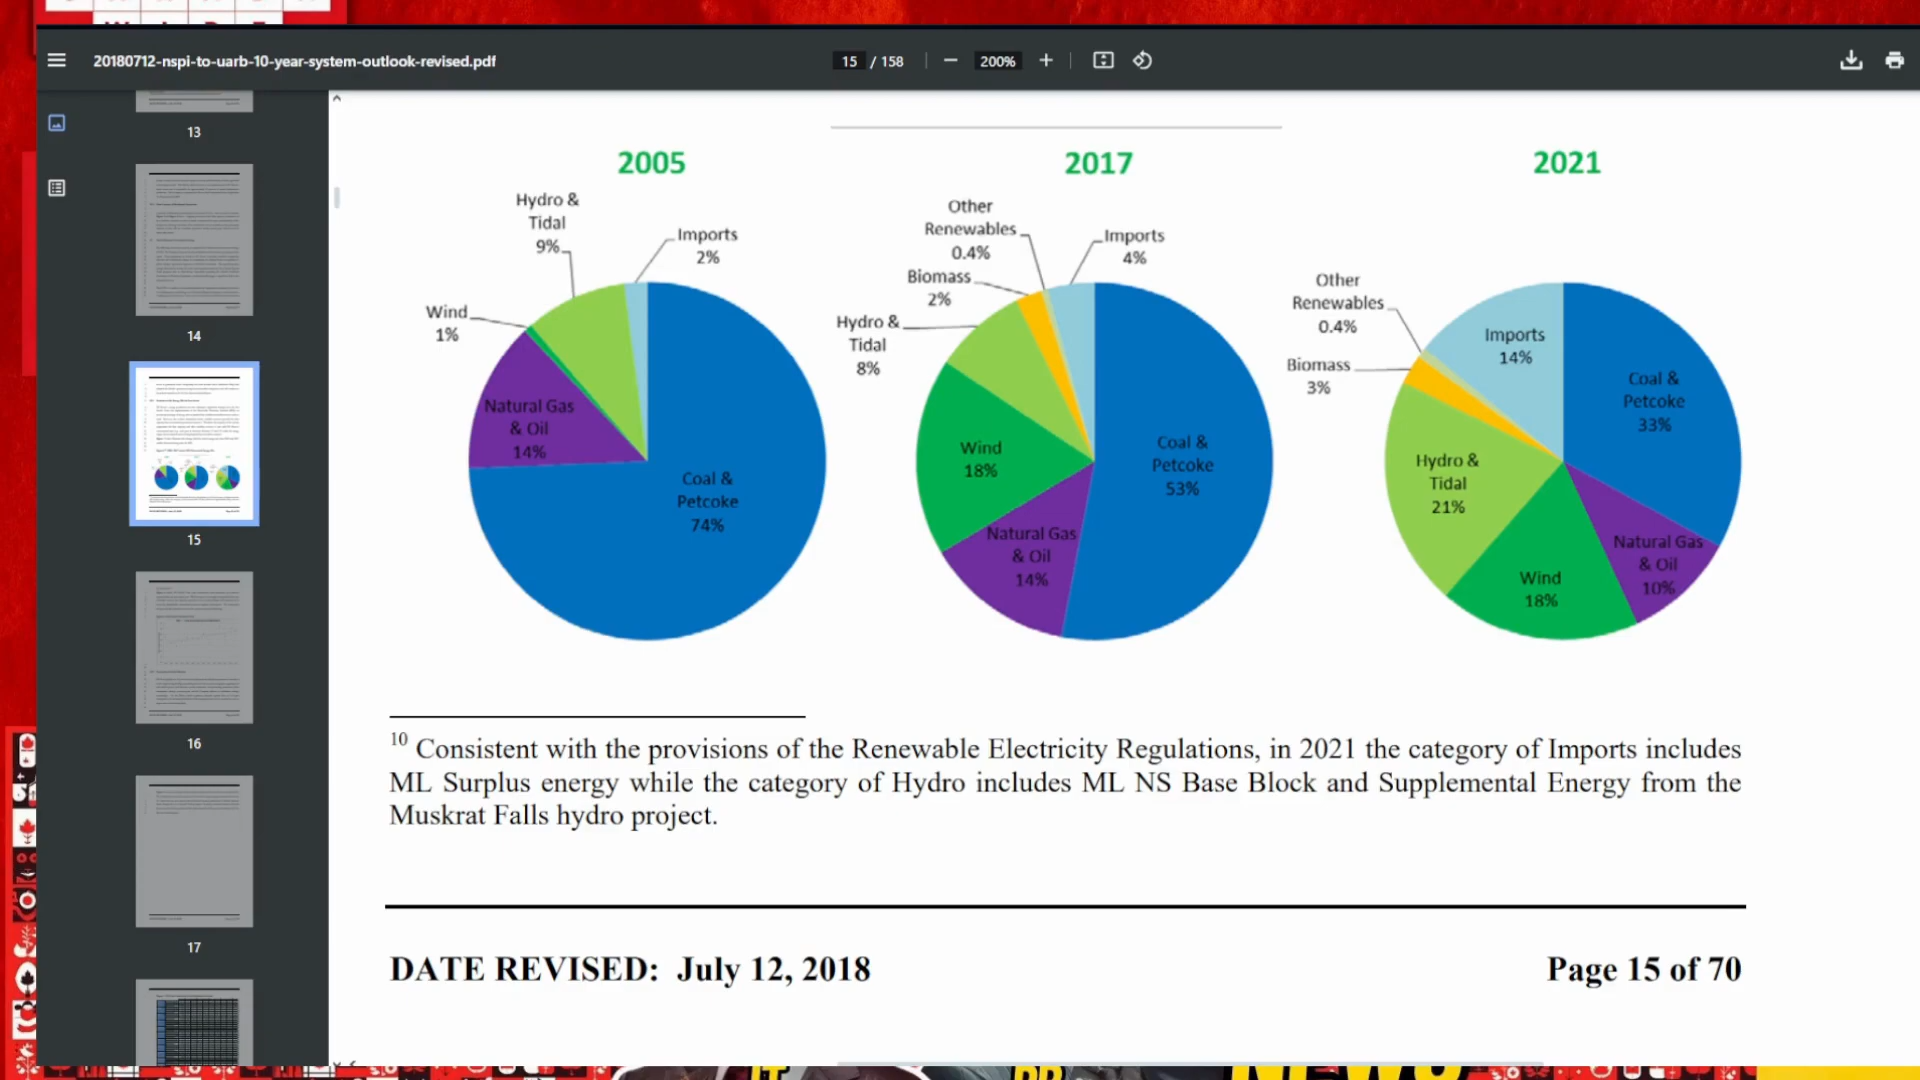 20180712-nspi-to-uarb-10-year-system-outlook-revised.pdf
15 / 158
200%
13
14
15
16
17
2005
Hydro &
Tidal
9%
Imports
2%
Wind
1%
Natural Gas
& Oil
14%
Coal &
Petcoke
74%
2017
Other
Renewables
0.4%
Imports
4%
Biomass
2%
Hydro &
Tidal
8%
Wind
18%
Natural Gas
& Oil
14%
Coal &
Petcoke
53%
2021
Other
Renewables
0.4%
Imports
14%
Biomass
3%
Coal &
Petcoke
33%
Hydro &
Tidal
21%
Natural Gas
& Oil
10%
Wind
18%
10 Consistent with the provisions of the Renewable Electricity Regulations, in 2021 the category of Imports includes
ML Surplus energy while the category of Hydro includes ML NS Base Block and Supplemental Energy from the
Muskrat Falls hydro project.
DATE REVISED: July 12, 2018
Page 15 of 70